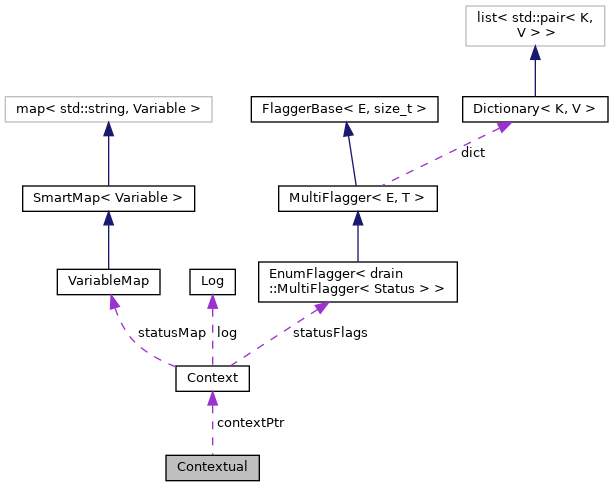 list< std::pair< K,
V > >
map< std::string, Variable >
FlaggerBase< E, size_t >
Dictionary< K, V >
dict
SmartMap< Variable >
MultiFlagger< E, T >
VariableMap
Log
EnumFlagger< drain
::MultiFlagger< Status > >
statusMap
log
statusFlags
Context
contextPtr
Contextual